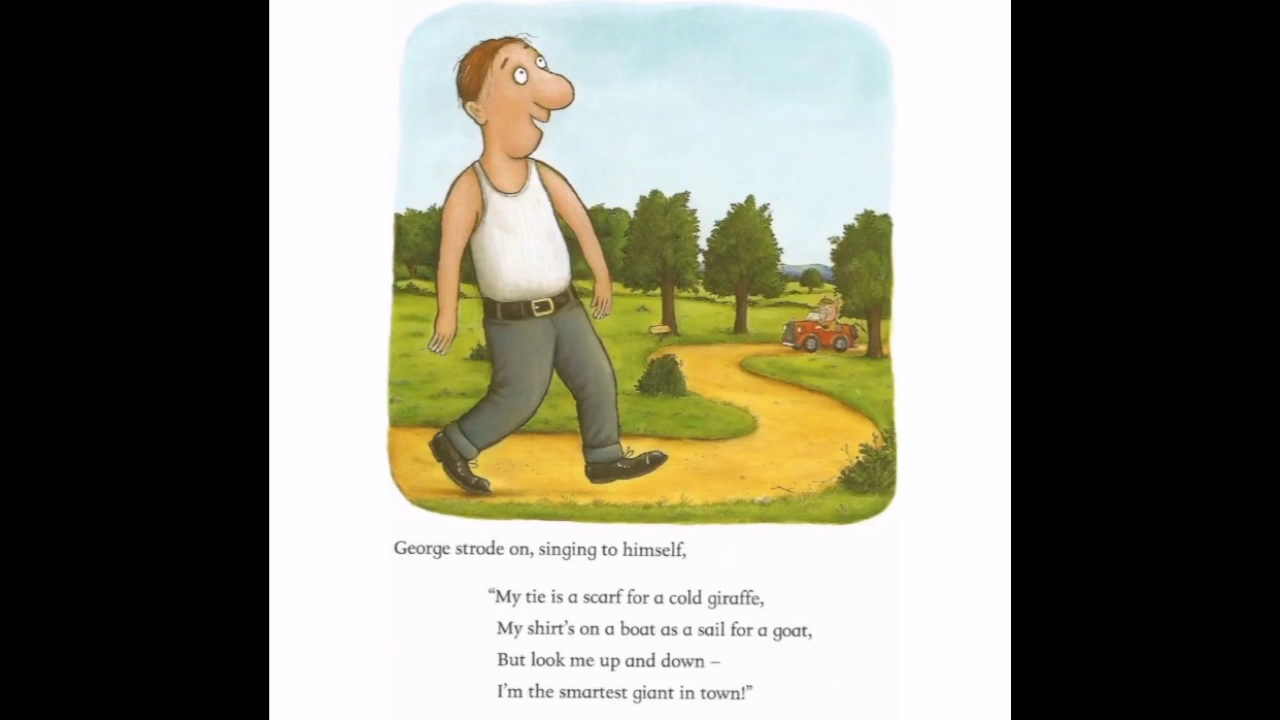 George strode on, singing to himself,
“My tie is a scarf for a cold giraffe,
My shirt’s on a boat as a sail for a goat,
But look me up and down –
I’m the smartest giant in town!”